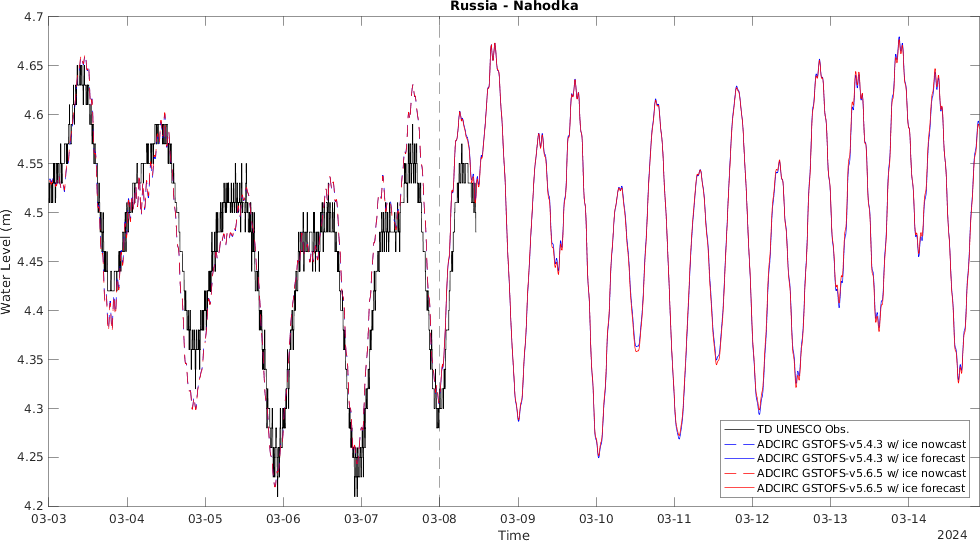 Russia - Nahodka
4.7
4.65
4.6
4.55
4.5
4.45
4.4
4.35
4.3
4.25
4.2
Water Level (m)
TD UNESCO Obs.
ADCIRC GSTOFS-v5.4.3 w/ ice nowcast
ADCIRC GSTOFS-v5.4.3 w/ ice forecast
ADCIRC GSTOFS-v5.6.5 w/ ice nowcast
ADCIRC GSTOFS-v5.6.5 w/ ice forecast
03-03 03-04 03-05 03-06 03-07 03-08 03-09 03-10 03-11 03-12 03-13 03-14
Time
2024